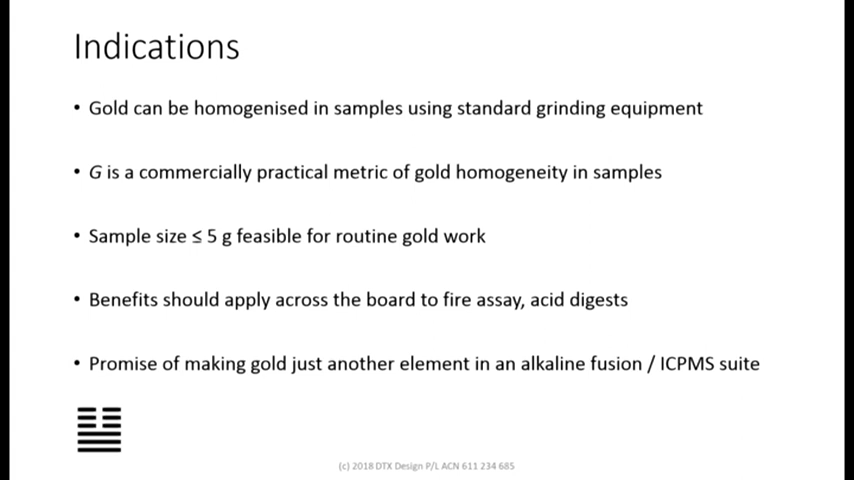 Indications
• Gold can be homogenised in samples using standard grinding equipment
• G is a commercially practical metric of gold homogeneity in samples
• Sample size ≤ 5 g feasible for routine gold work
• Benefits should apply across the board to fire assay, acid digests
• Promise of making gold just another element in an alkaline fusion / ICPMS suite
(c) 2018 DTX Design P/L ACN 611 234 685